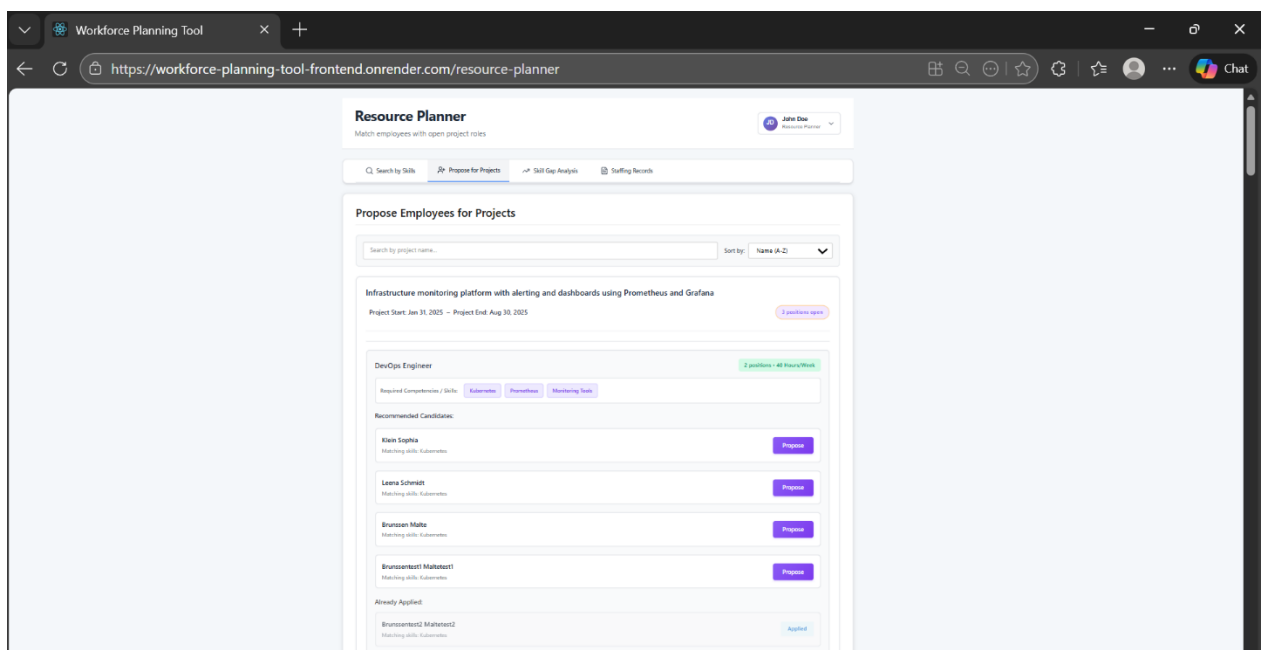 Workforce Planning Tool
https://workforce-planning-tool-frontend.onrender.com/resource-planner
Chat
Resource Planner
Match employees with open project roles
JD
John Doe
Resource Planner
Search by Skills
Propose for Projects
Skill Gap Analysis
Staffing Records
Propose Employees for Projects
Search by project name...
Sort by:
Name (A-Z)
Infrastructure monitoring platform with alerting and dashboards using Prometheus and Grafana
Project Start: Jan 31, 2025 – Project End: Aug 30, 2025
2 positions open
DevOps Engineer
2 positions • 40 Hours/Week
Required Competencies / Skills:
Kubernetes
Prometheus
Monitoring Tools
Recommended Candidates:
Klein Sophia
Matching skills: Kubernetes
Propose
Leena Schmidt
Matching skills: Kubernetes
Propose
Brunssen Malte
Matching skills: Kubernetes
Propose
Brunssentest1 Maltetest1
Matching skills: Kubernetes
Propose
Already Applied:
Brunssentest2 Maltetest2
Matching skills: Kubernetes
Applied